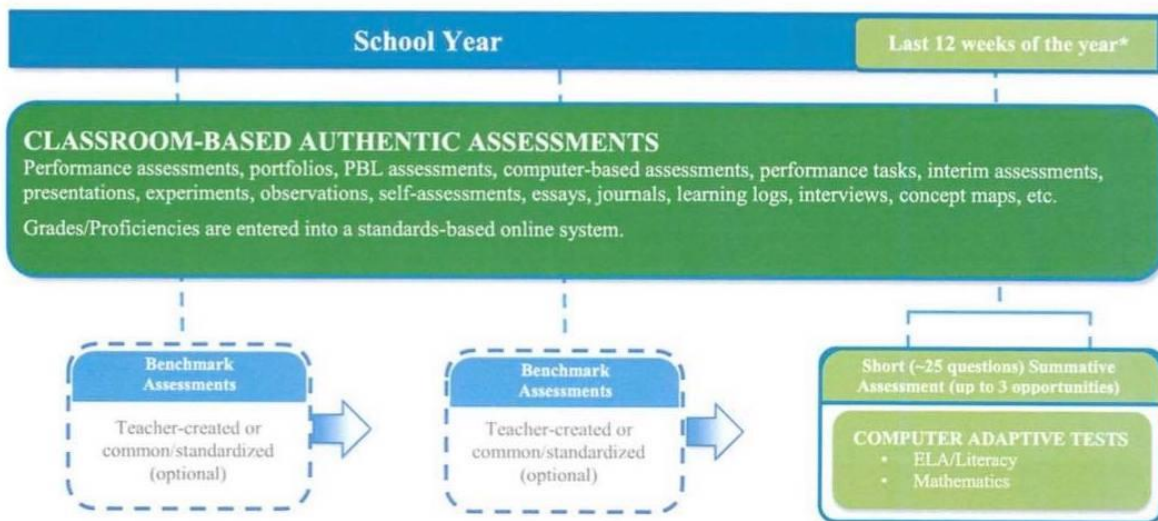 School Year
Last 12 weeks of the year*
CLASSROOM-BASED AUTHENTIC ASSESSMENTS
Performance assessments, portfolios, PBL assessments, computer-based assessments, performance tasks, interim assessments,
presentations, experiments, observations, self-assessments, essays, journals, learning logs, interviews, concept maps, etc.
Grades/Proficiencies are entered into a standards-based online system.
Benchmark
Assessments
Teacher-created or
common/standardized
(optional)
Benchmark
Assessments
Teacher-created or
common/standardized
(optional)
Short (~25 questions) Summative
Assessment (up to 3 opportunities)
COMPUTER ADAPTIVE TESTS
• ELA/Literacy
• Mathematics